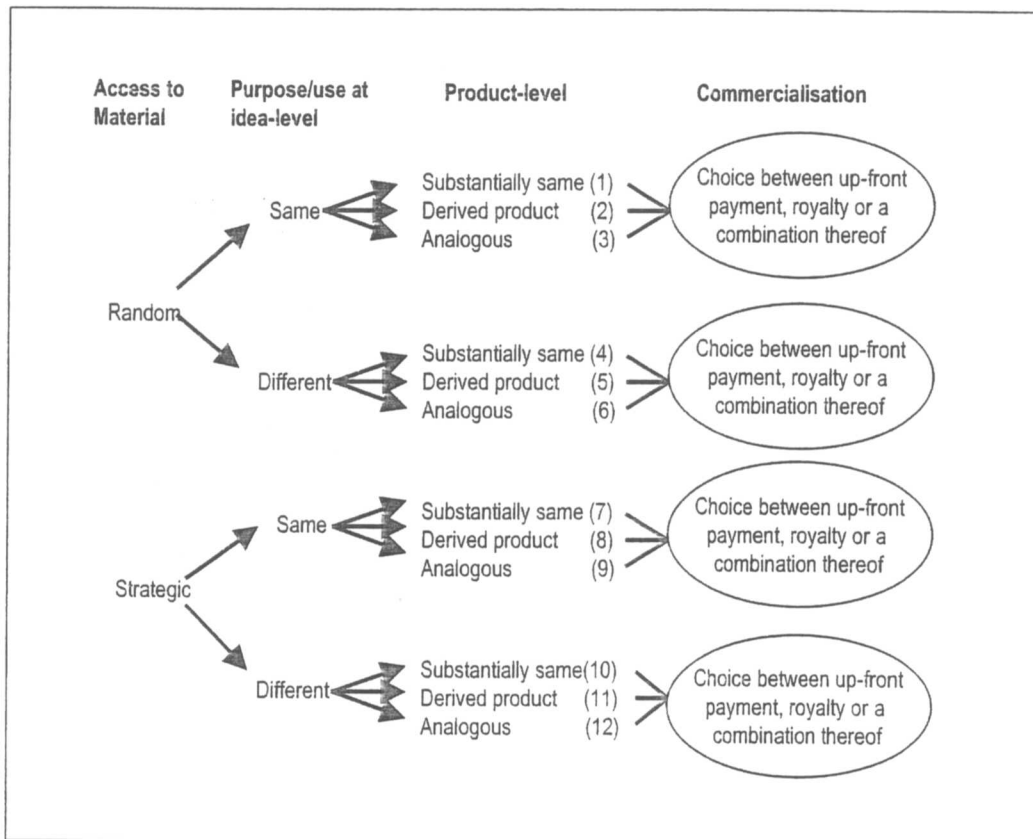 Access to Material
Purpose/use at idea-level
Product-level
Commercialisation
Random
Same
Substantially same (1)
Derived product (2)
Analogous (3)
Choice between up-front
payment, royalty or a
combination thereof
Different
Substantially same (4)
Derived product (5)
Analogous (6)
Choice between up-front
payment, royalty or a
combination thereof
Strategic
Same
Substantially same (7)
Derived product (8)
Analogous (9)
Choice between up-front
payment, royalty or a
combination thereof
Different
Substantially same(10)
Derived product (11)
Analogous (12)
Choice between up-front
payment, royalty or a
combination thereof